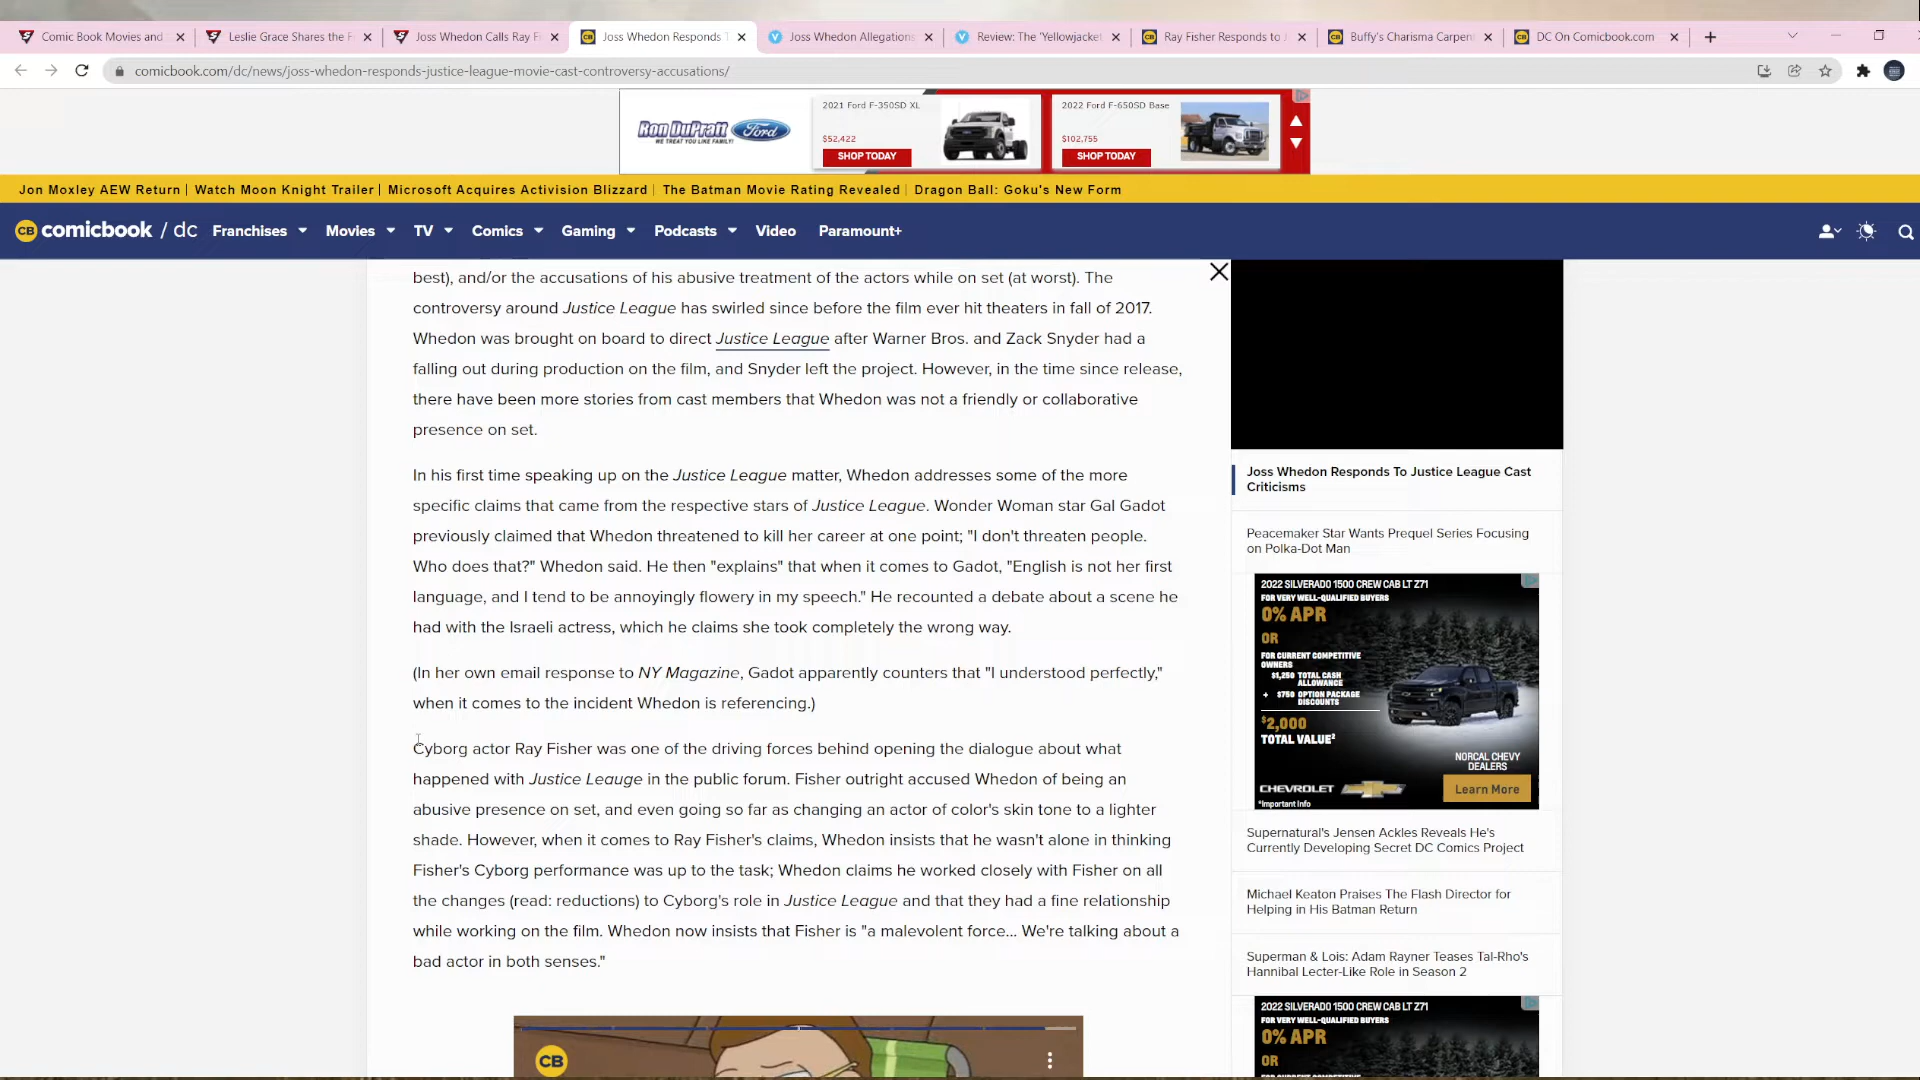 Comic Book Movies and
Leslie Grace Shares the F
Joss Whedon Calls Ray Fi
Joss Whedon Responds T
Joss Whedon Allegations
Review: The 'Yellowjacket
Ray Fisher Responds to J
Buffy's Charisma Carpent
DC On Comicbook.com
comicbook.com/dc/news/joss-whedon-responds-justice-league-movie-cast-controversy-accusations/
Ron DuPratt Ford
WE TREAT YOU LIKE FAMILY!
2021 Ford F-350SD XL
$52,422
SHOP TODAY
2022 Ford F-650SD Base
$102,755
SHOP TODAY
Jon Moxley AEW Return | Watch Moon Knight Trailer | Microsoft Acquires Activision Blizzard | The Batman Movie Rating Revealed | Dragon Ball: Goku's New Form
CB comicbook / dc Franchises Movies TV Comics Gaming Podcasts Video Paramount+
best), and/or the accusations of his abusive treatment of the actors while on set (at worst). The
controversy around Justice League has swirled since before the film ever hit theaters in fall of 2017.
Whedon was brought on board to direct Justice League after Warner Bros. and Zack Snyder had a
falling out during production on the film, and Snyder left the project. However, in the time since release,
there have been more stories from cast members that Whedon was not a friendly or collaborative
presence on set.
In his first time speaking up on the Justice League matter, Whedon addresses some of the more
specific claims that came from the respective stars of Justice League. Wonder Woman star Gal Gadot
previously claimed that Whedon threatened to kill her career at one point; "I don't threaten people.
Who does that?" Whedon said. He then "explains" that when it comes to Gadot, "English is not her first
language, and I tend to be annoyingly flowery in my speech." He recounted a debate about a scene he
had with the Israeli actress, which he claims she took completely the wrong way.
(In her own email response to NY Magazine, Gadot apparently counters that "I understood perfectly,"
when it comes to the incident Whedon is referencing.)
Cyborg actor Ray Fisher was one of the driving forces behind opening the dialogue about what
happened with Justice Leauge in the public forum. Fisher outright accused Whedon of being an
abusive presence on set, and even going so far as changing an actor of color's skin tone to a lighter
shade. However, when it comes to Ray Fisher's claims, Whedon insists that he wasn't alone in thinking
Fisher's Cyborg performance was up to the task; Whedon claims he worked closely with Fisher on all
the changes (read: reductions) to Cyborg's role in Justice League and that they had a fine relationship
while working on the film. Whedon now insists that Fisher is "a malevolent force... We're talking about a
bad actor in both senses."
CB
Joss Whedon Responds To Justice League Cast
Criticisms
Peacemaker Star Wants Prequel Series Focusing
on Polka-Dot Man
2022 SILVERADO 1500 CREW CAB LT Z71
FOR VERY WELL-QUALIFIED BUYERS
0% APR
OR
FOR CURRENT COMPETITIVE
OWNERS
$1,250 TOTAL CASH
ALLOWANCE
+ $750 OPTION PACKAGE
DISCOUNTS
$2,000
TOTAL VALUE²
NORCAL CHEVY
DEALERS
CHEVROLET
Learn More
*Important Info
Supernatural's Jensen Ackles Reveals He's
Currently Developing Secret DC Comics Project
Michael Keaton Praises The Flash Director for
Helping in His Batman Return
Superman & Lois: Adam Rayner Teases Tal-Rho's
Hannibal Lecter-Like Role in Season 2
2022 SILVERADO 1500 CREW CAB LT Z71
FOR VERY WELL-QUALIFIED BUYERS
0% APR
OR